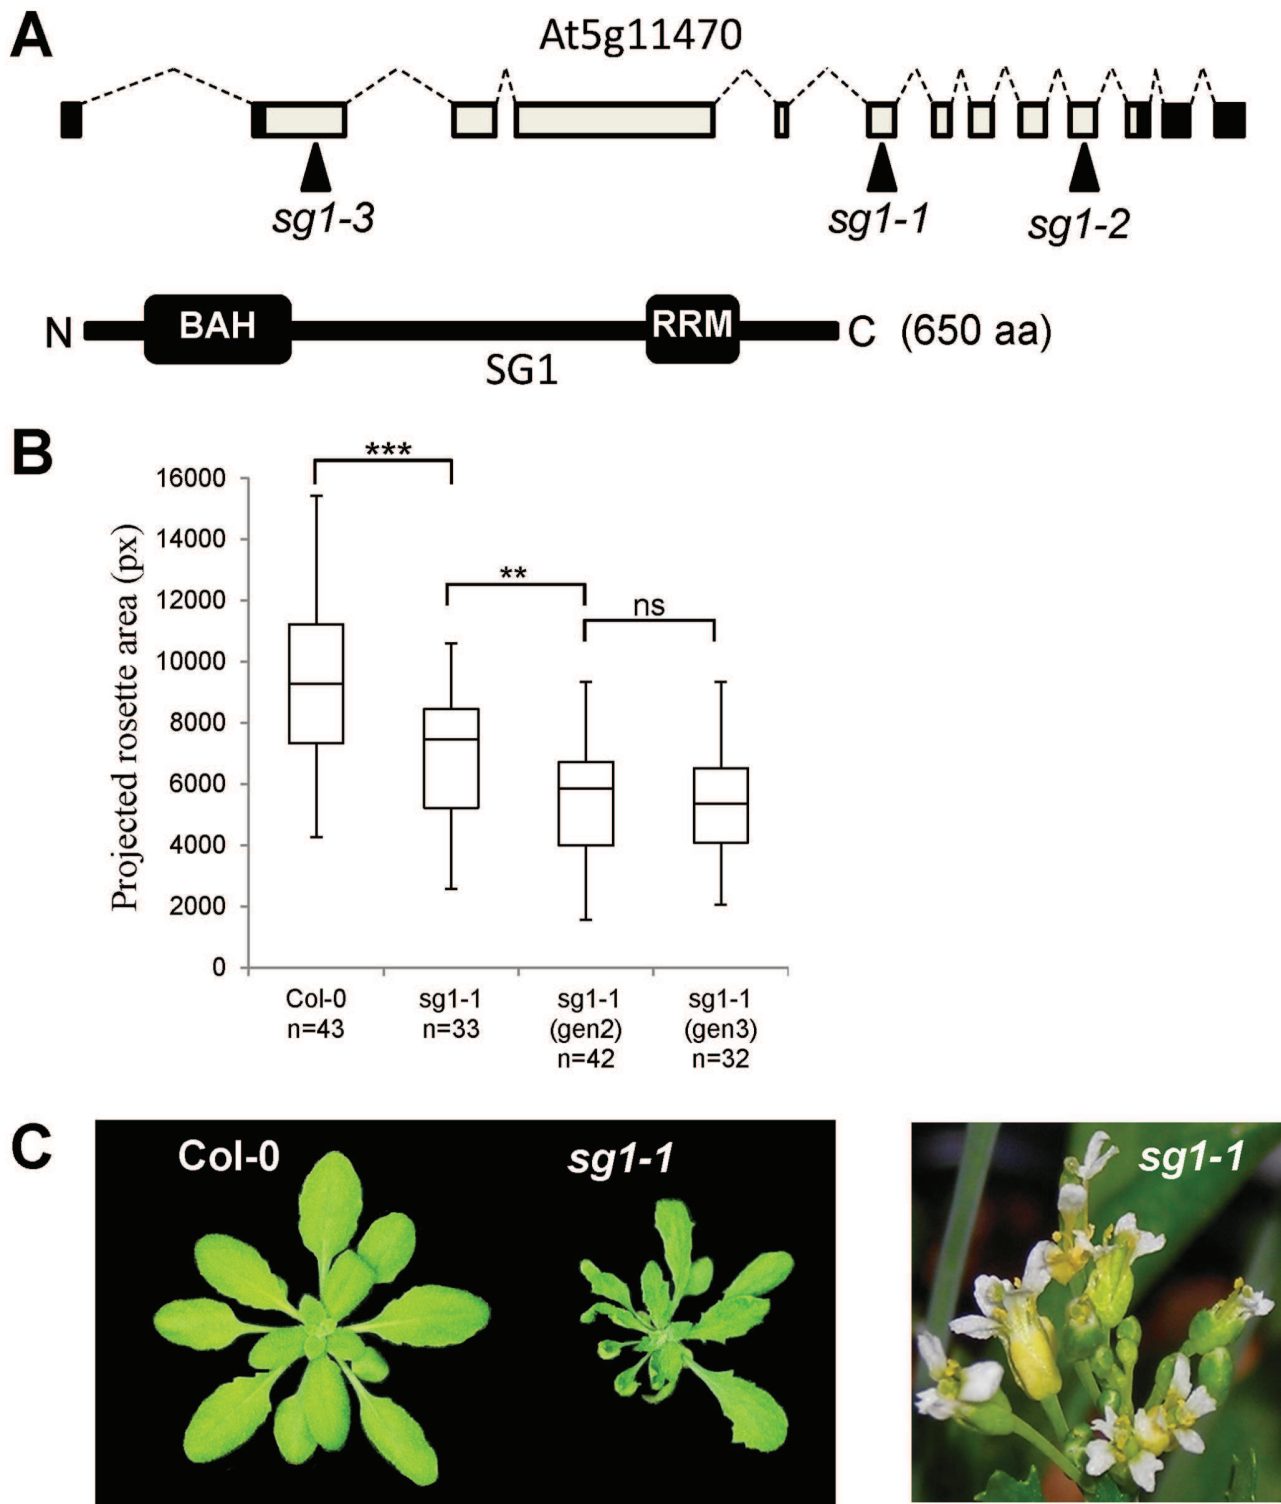 A
At5g11470
sg1-3
sg1-1
sg1-2
N
BAH
RRM
C (650 aa)
SG1
B
***
**
ns
Projected rosette area (px)
16000
14000
12000
10000
8000
6000
4000
2000
0
Col-0
n=43
sg1-1
n=33
sg1-1
(gen2)
n=42
sg1-1
(gen3)
n=32
C
Col-0
sg1-1
sg1-1